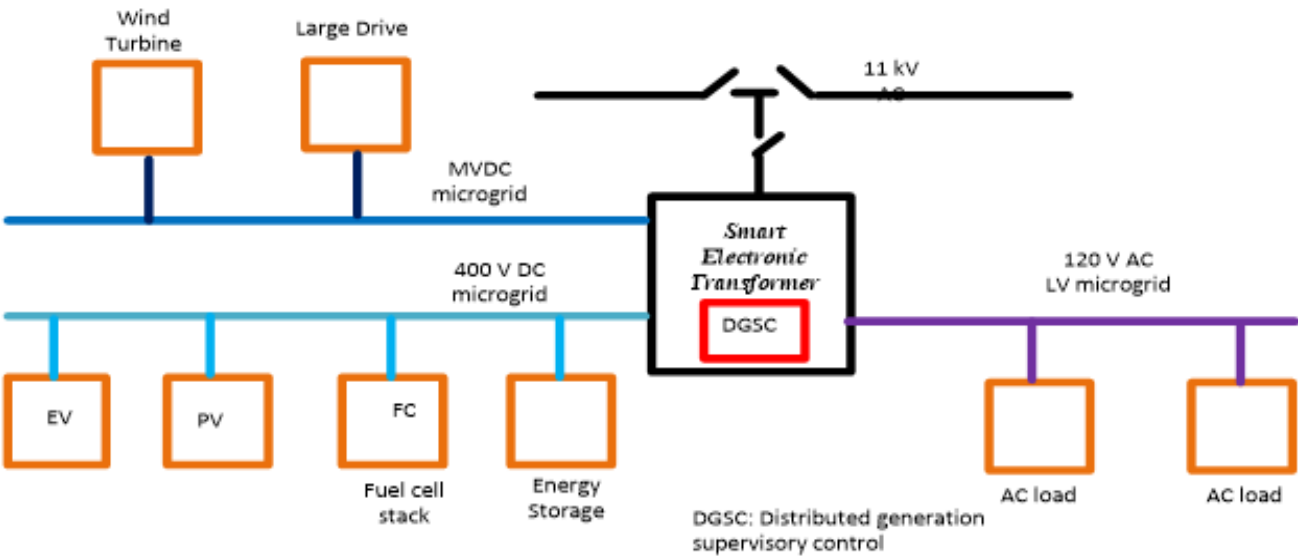 Wind
Turbine
Large Drive
11 kV
AC
MVDC
microgrid
Smart
Electronic
Transformer
DGSC
400 V DC
microgrid
120 V AC
LV microgrid
EV
PV
FC
Fuel cell
stack
Energy
Storage
AC load
AC load
DGSC: Distributed generation
supervisory control